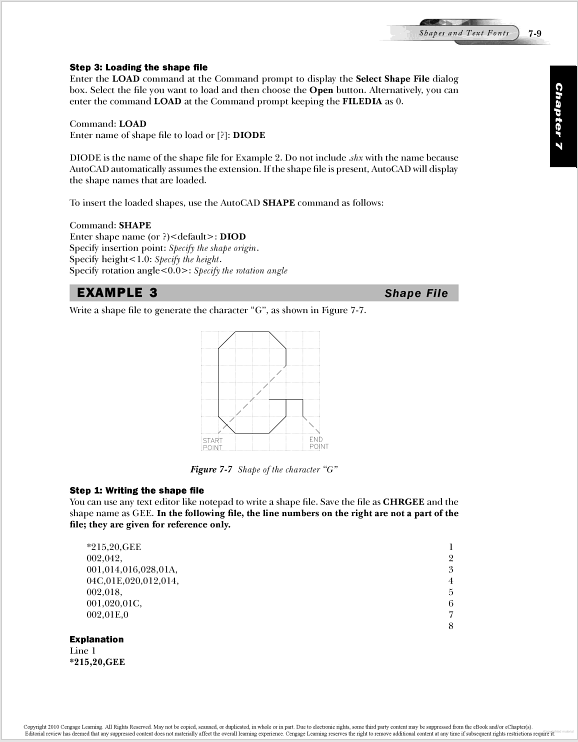 Shapes and Text Fonts 7-9
Chapter 7
Step 3: Loading the shape file
Enter the LOAD command at the Command prompt to display the Select Shape File dialog
box. Select the file you want to load and then choose the Open button. Alternatively, you can
enter the command LOAD at the Command prompt keeping the FILEDIA as 0.
Command: LOAD
Enter name of shape file to load or [?]: DIODE
DIODE is the name of the shape file for Example 2. Do not include .shx with the name because
AutoCAD automatically assumes the extension. If the shape file is present, AutoCAD will display
the shape names that are loaded.
To insert the loaded shapes, use the AutoCAD SHAPE command as follows:
Command: SHAPE
Enter shape name (or ?)<default>: DIOD
Specify insertion point: Specify the shape origin.
Specify height<1.0: Specify the height.
Specify rotation angle<0.0>: Specify the rotation angle
EXAMPLE 3 Shape File
Write a shape file to generate the character "G", as shown in Figure 7-7.
START
POINT
END
POINT
Figure 7-7 Shape of the character "G"
Step 1: Writing the shape file
You can use any text editor like notepad to write a shape file. Save the file as CHRGEE and the
shape name as GEE. In the following file, the line numbers on the right are not a part of the
file; they are given for reference only.
*215,20,GEE 1
002,042, 2
001,014,016,028,01A, 3
04C,01E,020,012,014, 4
002,018, 5
001,020,01C, 6
002,01E,0 7
8
Explanation
Line 1
*215,20,GEE
Copyright 2010 Cengage Learning. All Rights Reserved. May not be copied, scanned, or duplicated, in whole or in part. Due to electronic rights, some third party content may be suppressed from the eBook and/or eChapter(s).
Editorial review has deemed that any suppressed content does not materially affect the overall learning experience. Cengage Learning reserves the right to remove additional content at any time if subsequent rights restrictions require it.